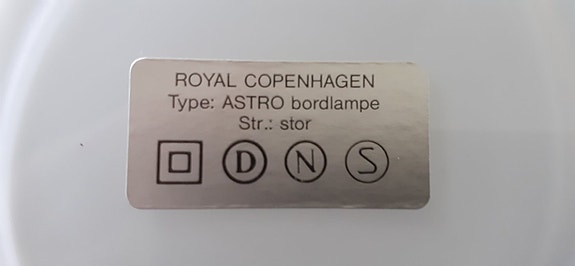 ROYAL COPENHAGEN
Type: ASTRO bordlampe
Str.: stor
D N S